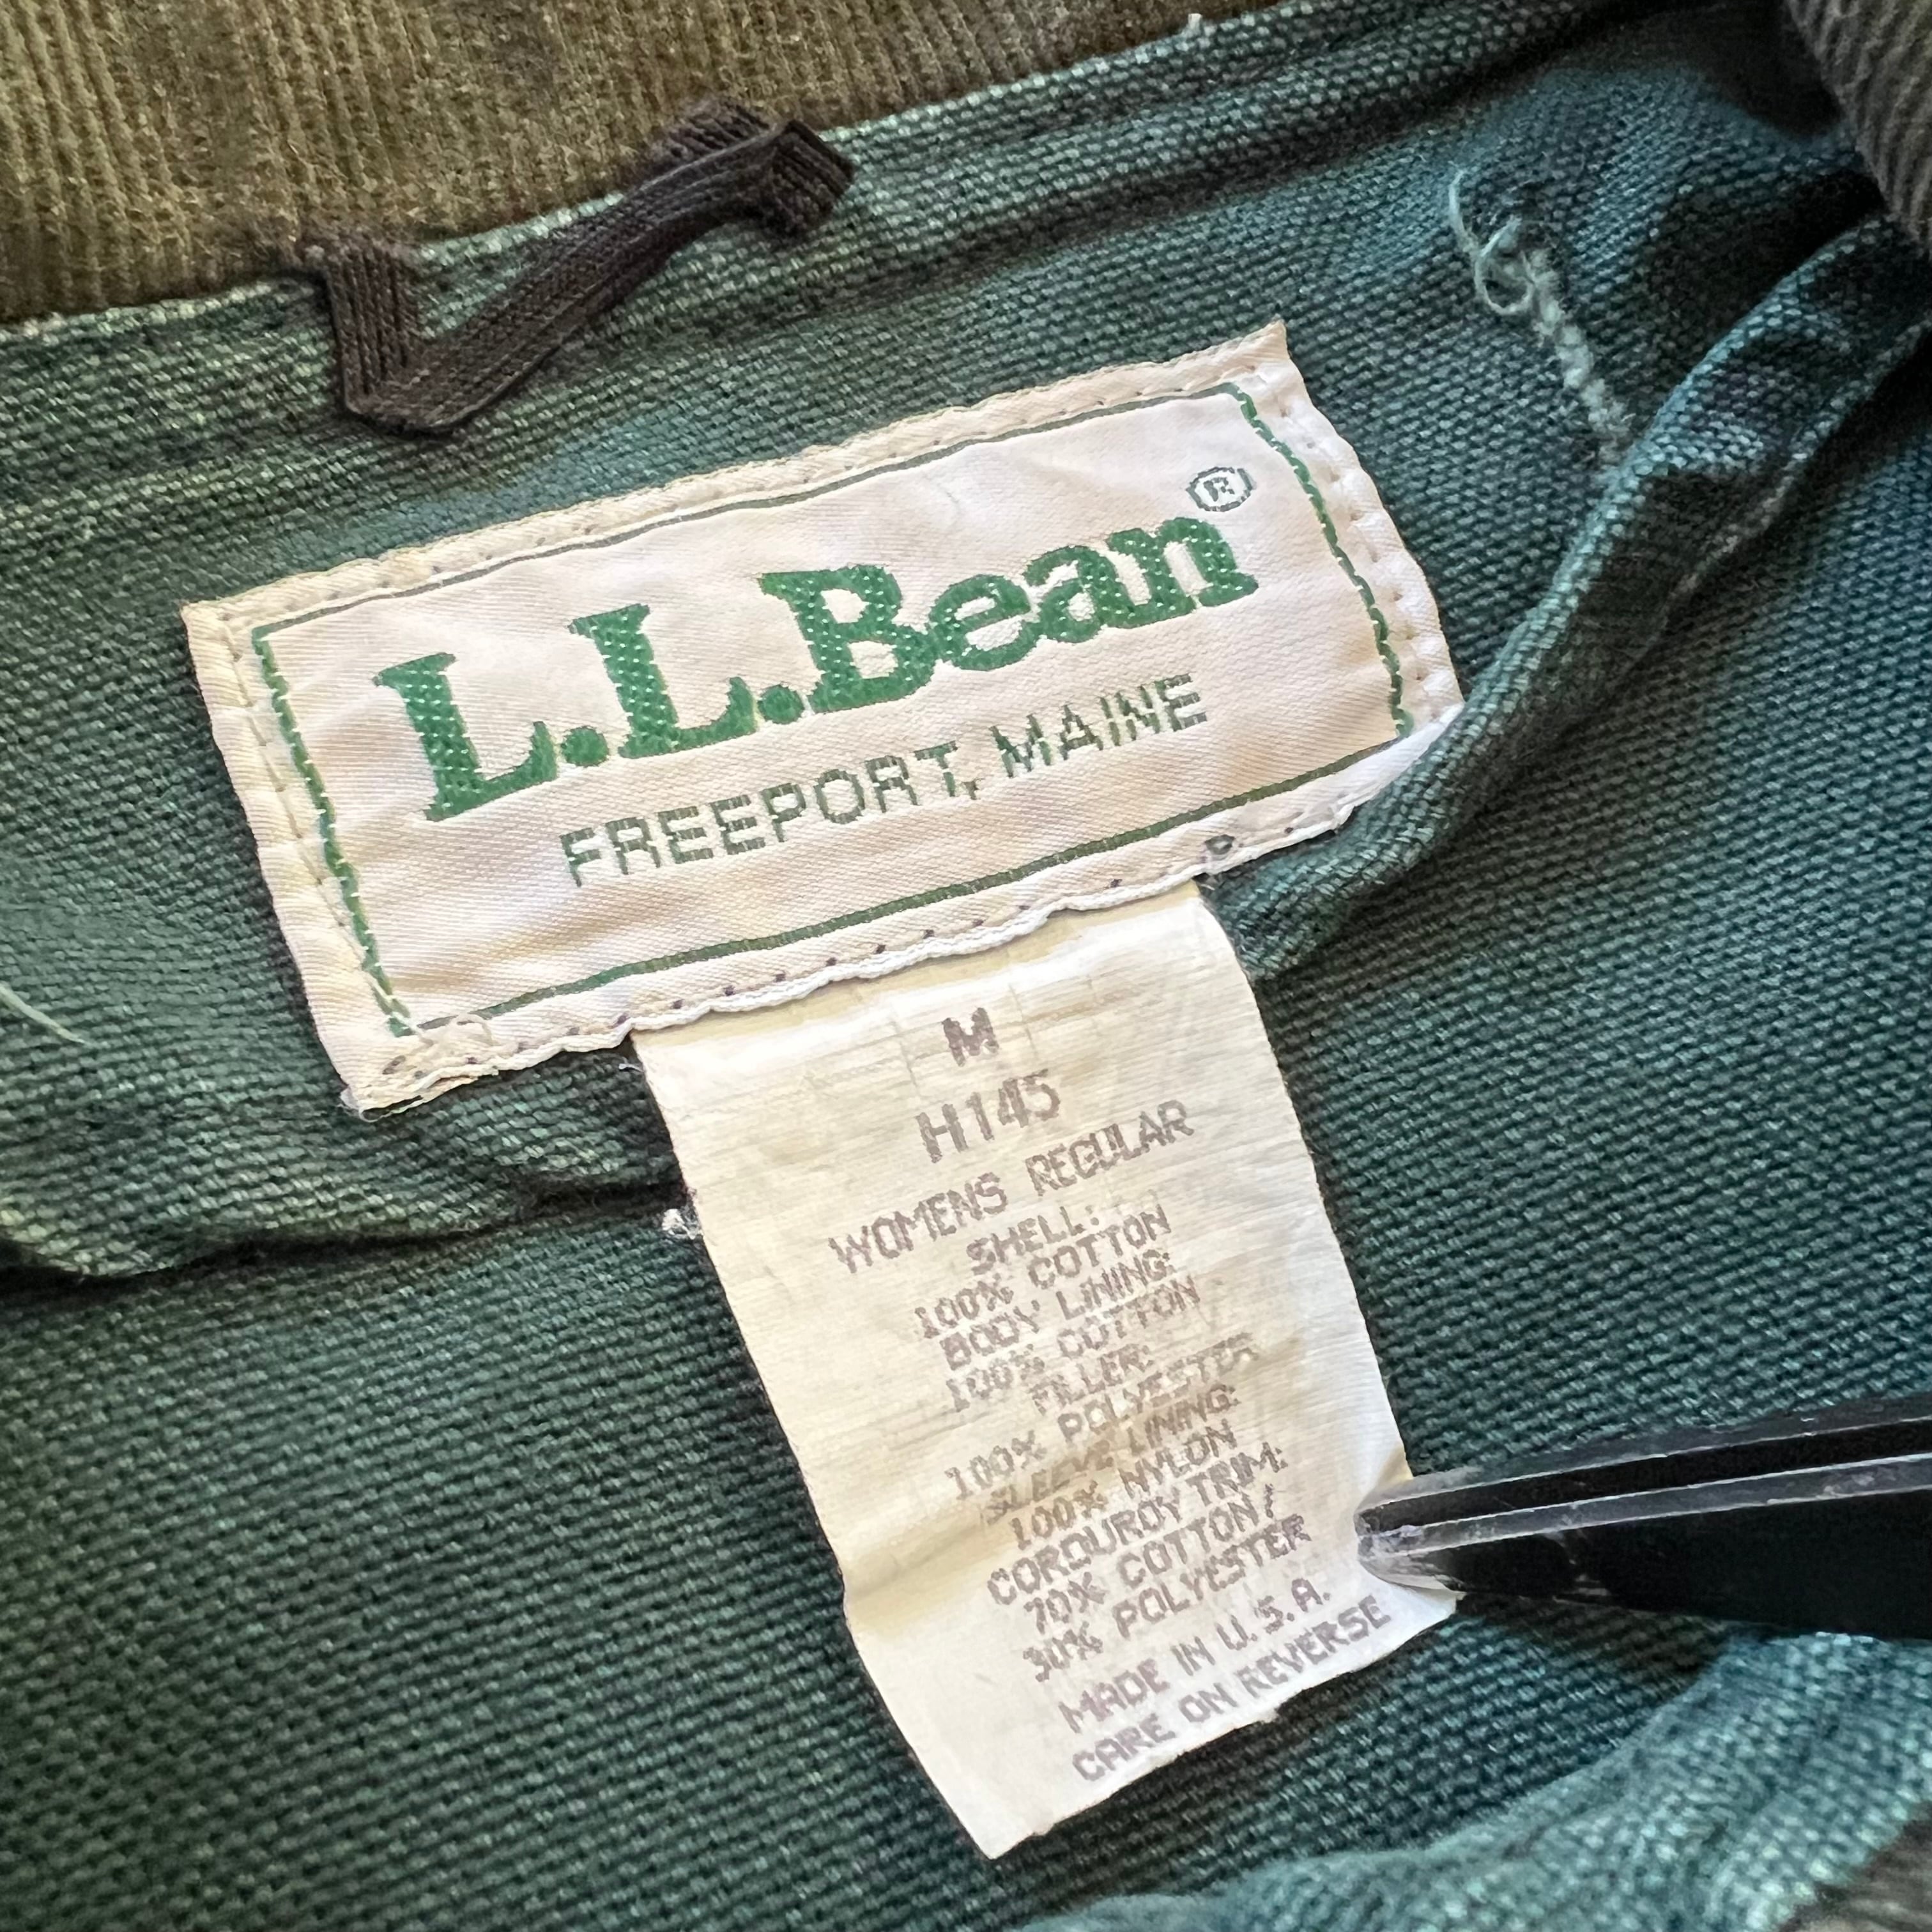 L.L.Bean®
FREEPORT, MAINE
M
H145
WOMENS REGULAR
SHELL:
100% COTTON
BODY LINING:
100% COTTON
FILLER:
100% POLYESTER
SLEEVE LINING:
100% NYLON
CORDUROY TRIM:
70% COTTON/
30% POLYESTER
MADE IN U.S.A.
CARE ON REVERSE